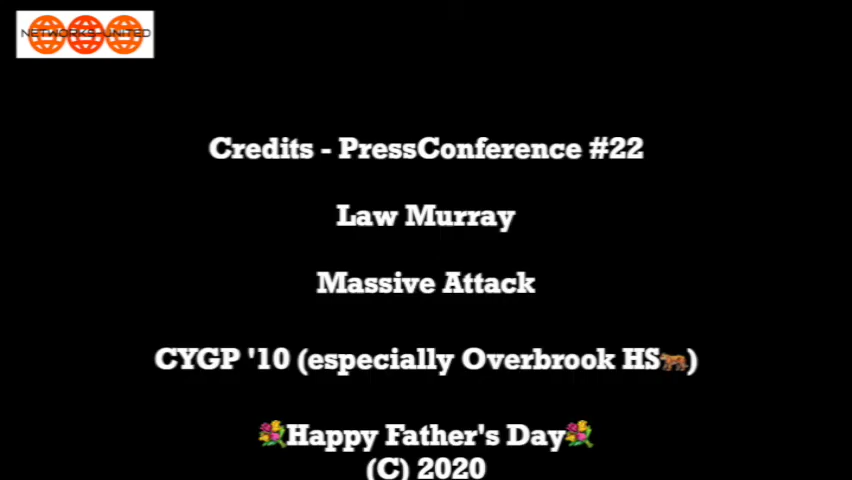 NETWORKS UNITED
Credits - PressConference #22
Law Murray
Massive Attack
CYGP '10 (especially Overbrook HS🐅)
💐Happy Father's Day💐
(C) 2020